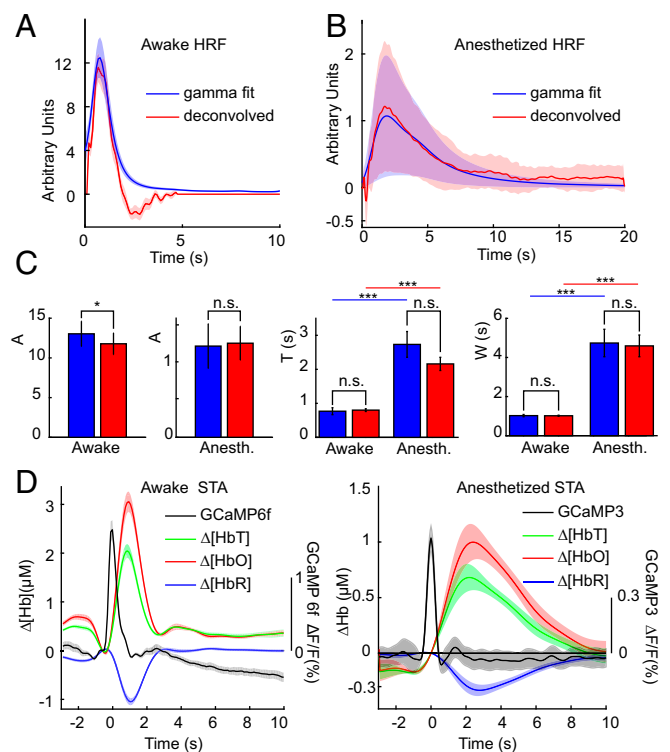 A
Awake HRF
gamma fit
deconvolved
Arbitrary Units
12
8
4
0
0
5
10
Time (s)
B
Anesthetized HRF
gamma fit
deconvolved
Arbitrary Units
2
1
0
-0.5
0
5
10
15
20
Time (s)
C
A
15
10
5
0
*
Awake
A
1
0
n.s.
Anesth.
T (s)
3
2
1
0
***
***
n.s.
n.s.
Awake
Anesth.
W (s)
6
4
2
0
***
***
n.s.
n.s.
Awake
Anesth.
D
Awake STA
GCaMP6f
Δ[HbT]
Δ[HbO]
Δ[HbR]
Δ[Hb](µM)
3
2
1
0
-1
GCaMP 6f ΔF/F(%)
1
0
-2
0
2
4
6
8
10
Time (s)
Anesthetized STA
GCaMP3
Δ[HbT]
Δ[HbO]
Δ[HbR]
ΔHb (µM)
1
0.5
0
-0.3
GCaMP3 ΔF/F(%)
0.3
0
-2
0
2
4
6
8
10
Time (s)